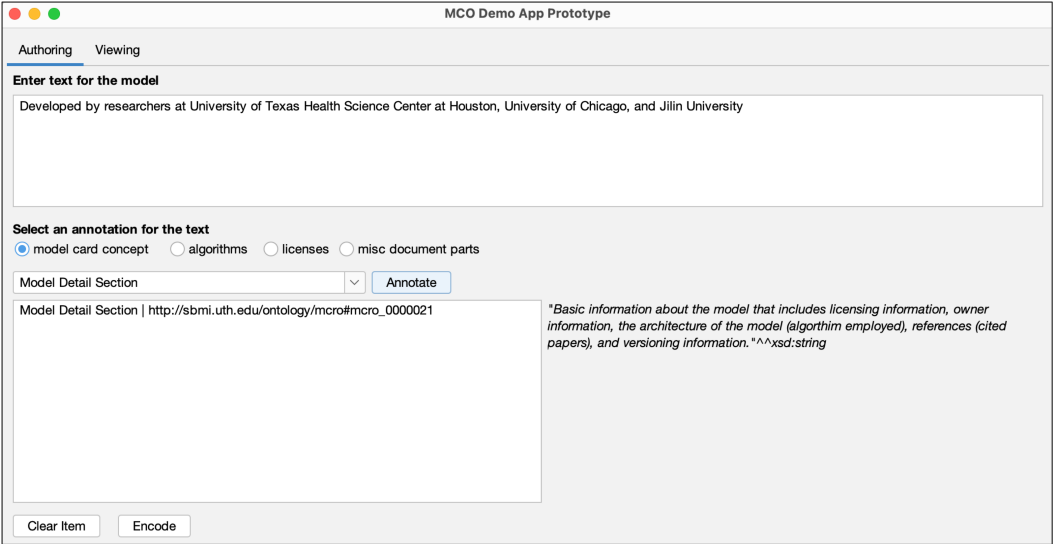 MCO Demo App Prototype
Authoring Viewing
Enter text for the model
Developed by researchers at University of Texas Health Science Center at Houston, University of Chicago, and Jilin University
Select an annotation for the text
model card concept algorithms licenses misc document parts
Model Detail Section Annotate
Model Detail Section | http://sbmi.uth.edu/ontology/mcro#mcro_0000021
"Basic information about the model that includes licensing information, owner
information, the architecture of the model (algorthim employed), references (cited
papers), and versioning information."^^xsd:string
Clear Item Encode